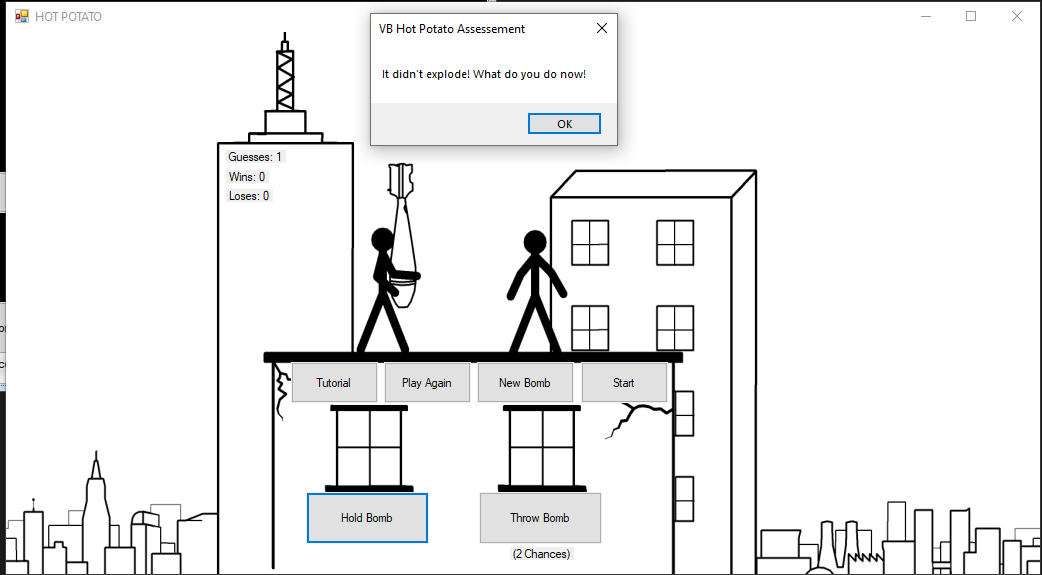 HOT POTATO
VB Hot Potato Assessement
It didn't explode! What do you do now!
OK
Guesses: 1
Wins: 0
Loses: 0
Tutorial
Play Again
New Bomb
Start
Hold Bomb
Throw Bomb
(2 Chances)